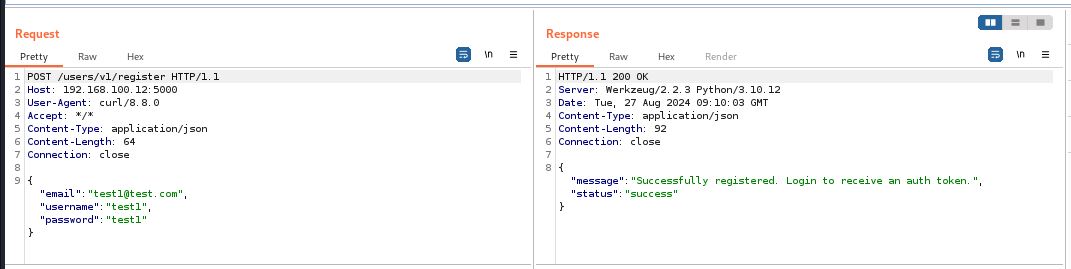 Request
Pretty Raw Hex
\n
1 POST /users/v1/register HTTP/1.1
2 Host: 192.168.100.12:5000
3 User-Agent: curl/8.8.0
4 Accept: */*
5 Content-Type: application/json
6 Content-Length: 64
7 Connection: close
8
9 {
"email":"test1@test.com",
"username":"test1",
"password":"test1"
}
Response
Pretty Raw Hex Render
\n
1 HTTP/1.1 200 OK
2 Server: Werkzeug/2.2.3 Python/3.10.12
3 Date: Tue, 27 Aug 2024 09:10:03 GMT
4 Content-Type: application/json
5 Content-Length: 92
6 Connection: close
7
8 {
"message":"Successfully registered. Login to receive an auth token.",
"status":"success"
}